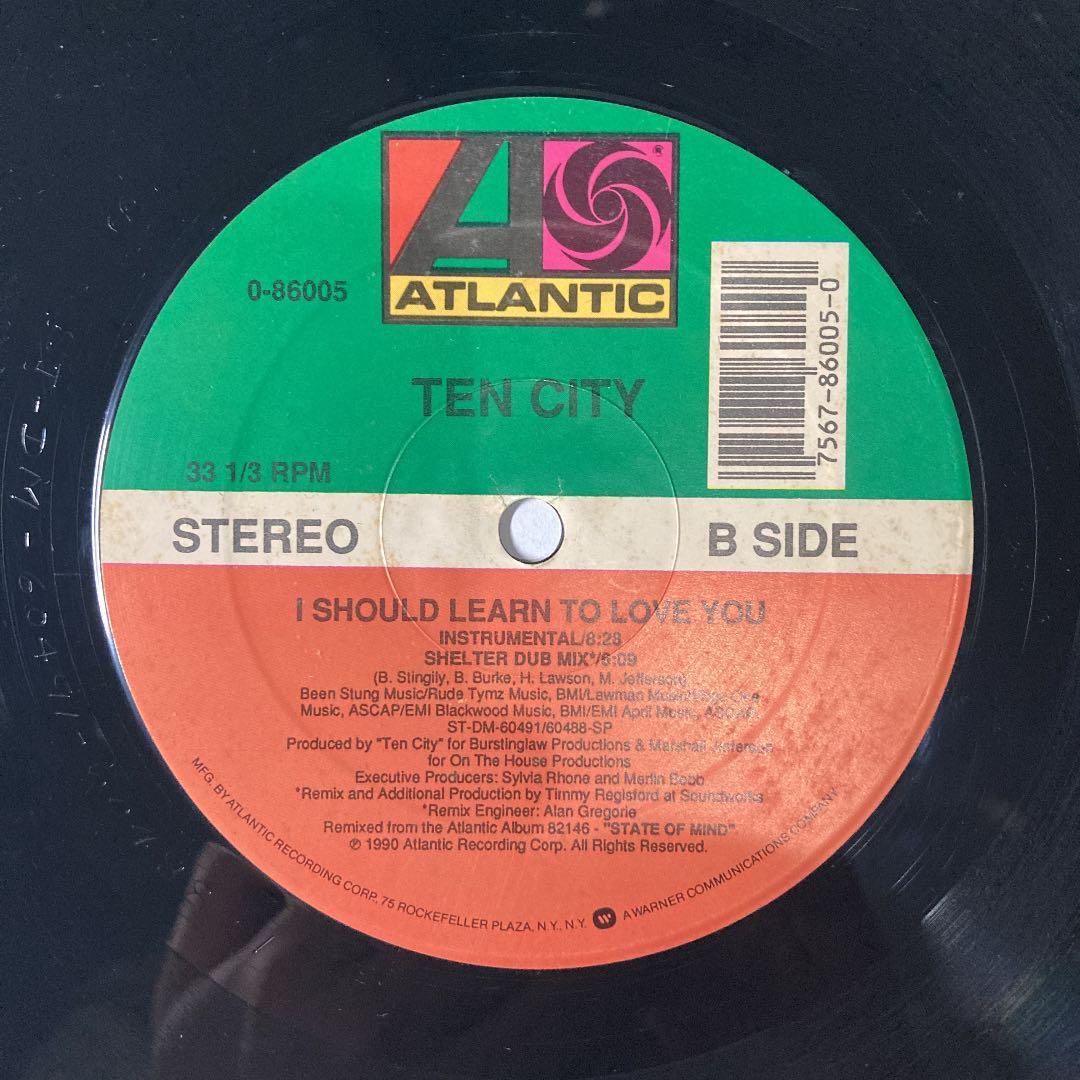 ATLANTIC
0-86005
7567-86005-0
TEN CITY
33 1/3 RPM
STEREO
B SIDE
I SHOULD LEARN TO LOVE YOU
INSTRUMENTAL/8:28
SHELTER DUB MIX*/6:09
(B. Stingily, B. Burke, H. Lawson, M. Jefferson)
Been Stung Music/Rude Tymz Music, BMI/Lawman Music/
Music, ASCAP/EMI Blackwood Music, BMI/EMI April Music, ASCAP
ST-DM-60491/60488-SP
Produced by "Ten City" for Burstinglaw Productions & Marshall Jefferson
for On The House Productions
Executive Producers: Sylvia Rhone and Merlin Bobb
*Remix and Additional Production by Timmy Regisford at Soundworks
*Remix Engineer: Alan Gregorie
Remixed from the Atlantic Album 82146 - "STATE OF MIND"
℗ 1990 Atlantic Recording Corp. All Rights Reserved.
MFG. BY ATLANTIC RECORDING CORP., 75 ROCKEFELLER PLAZA, N.Y., N.Y. A WARNER COMMUNICATIONS COMPANY